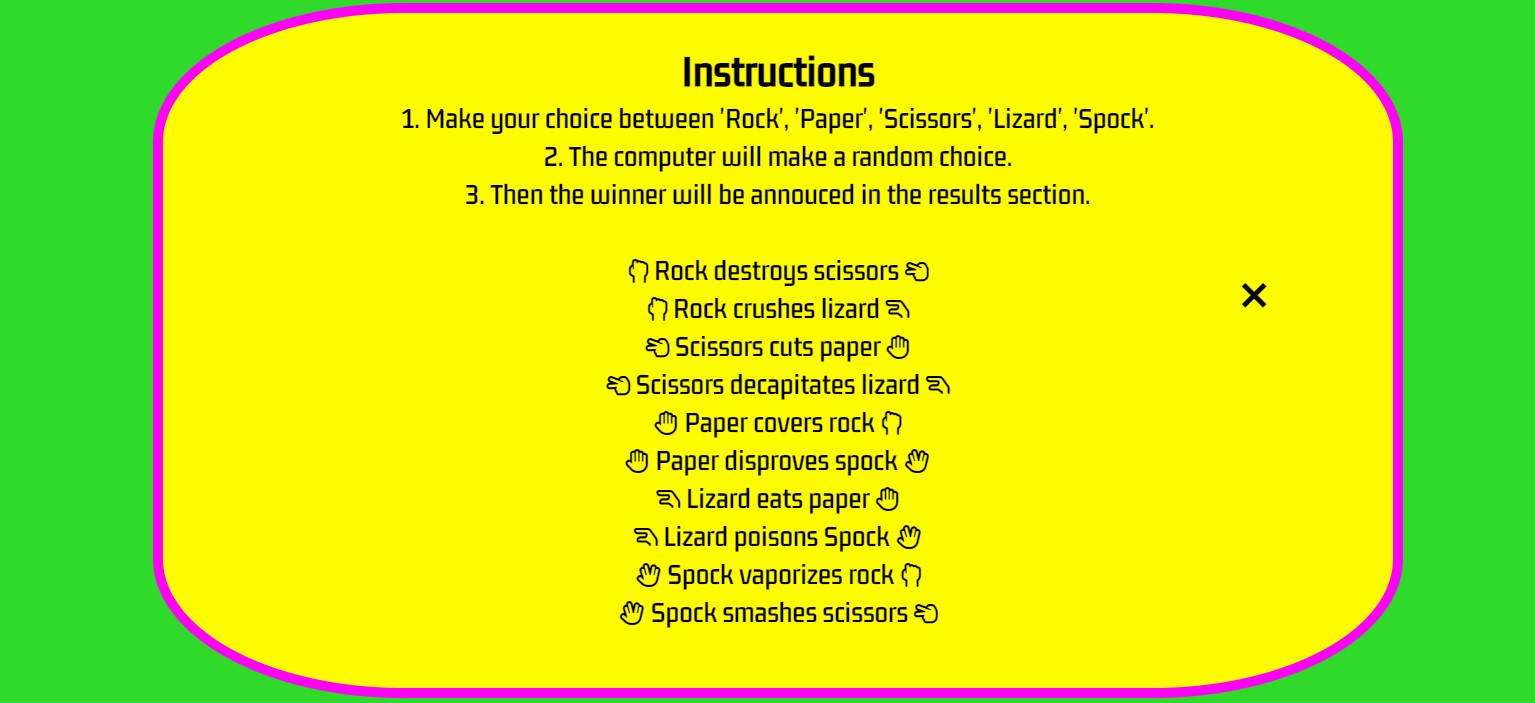 Instructions
1. Make your choice between 'Rock', 'Paper', 'Scissors', 'Lizard', 'Spock'.
2. The computer will make a random choice.
3. Then the winner will be annouced in the results section.
Rock destroys scissors
Rock crushes lizard
Scissors cuts paper
Scissors decapitates lizard
Paper covers rock
Paper disproves spock
Lizard eats paper
Lizard poisons Spock
Spock vaporizes rock
Spock smashes scissors